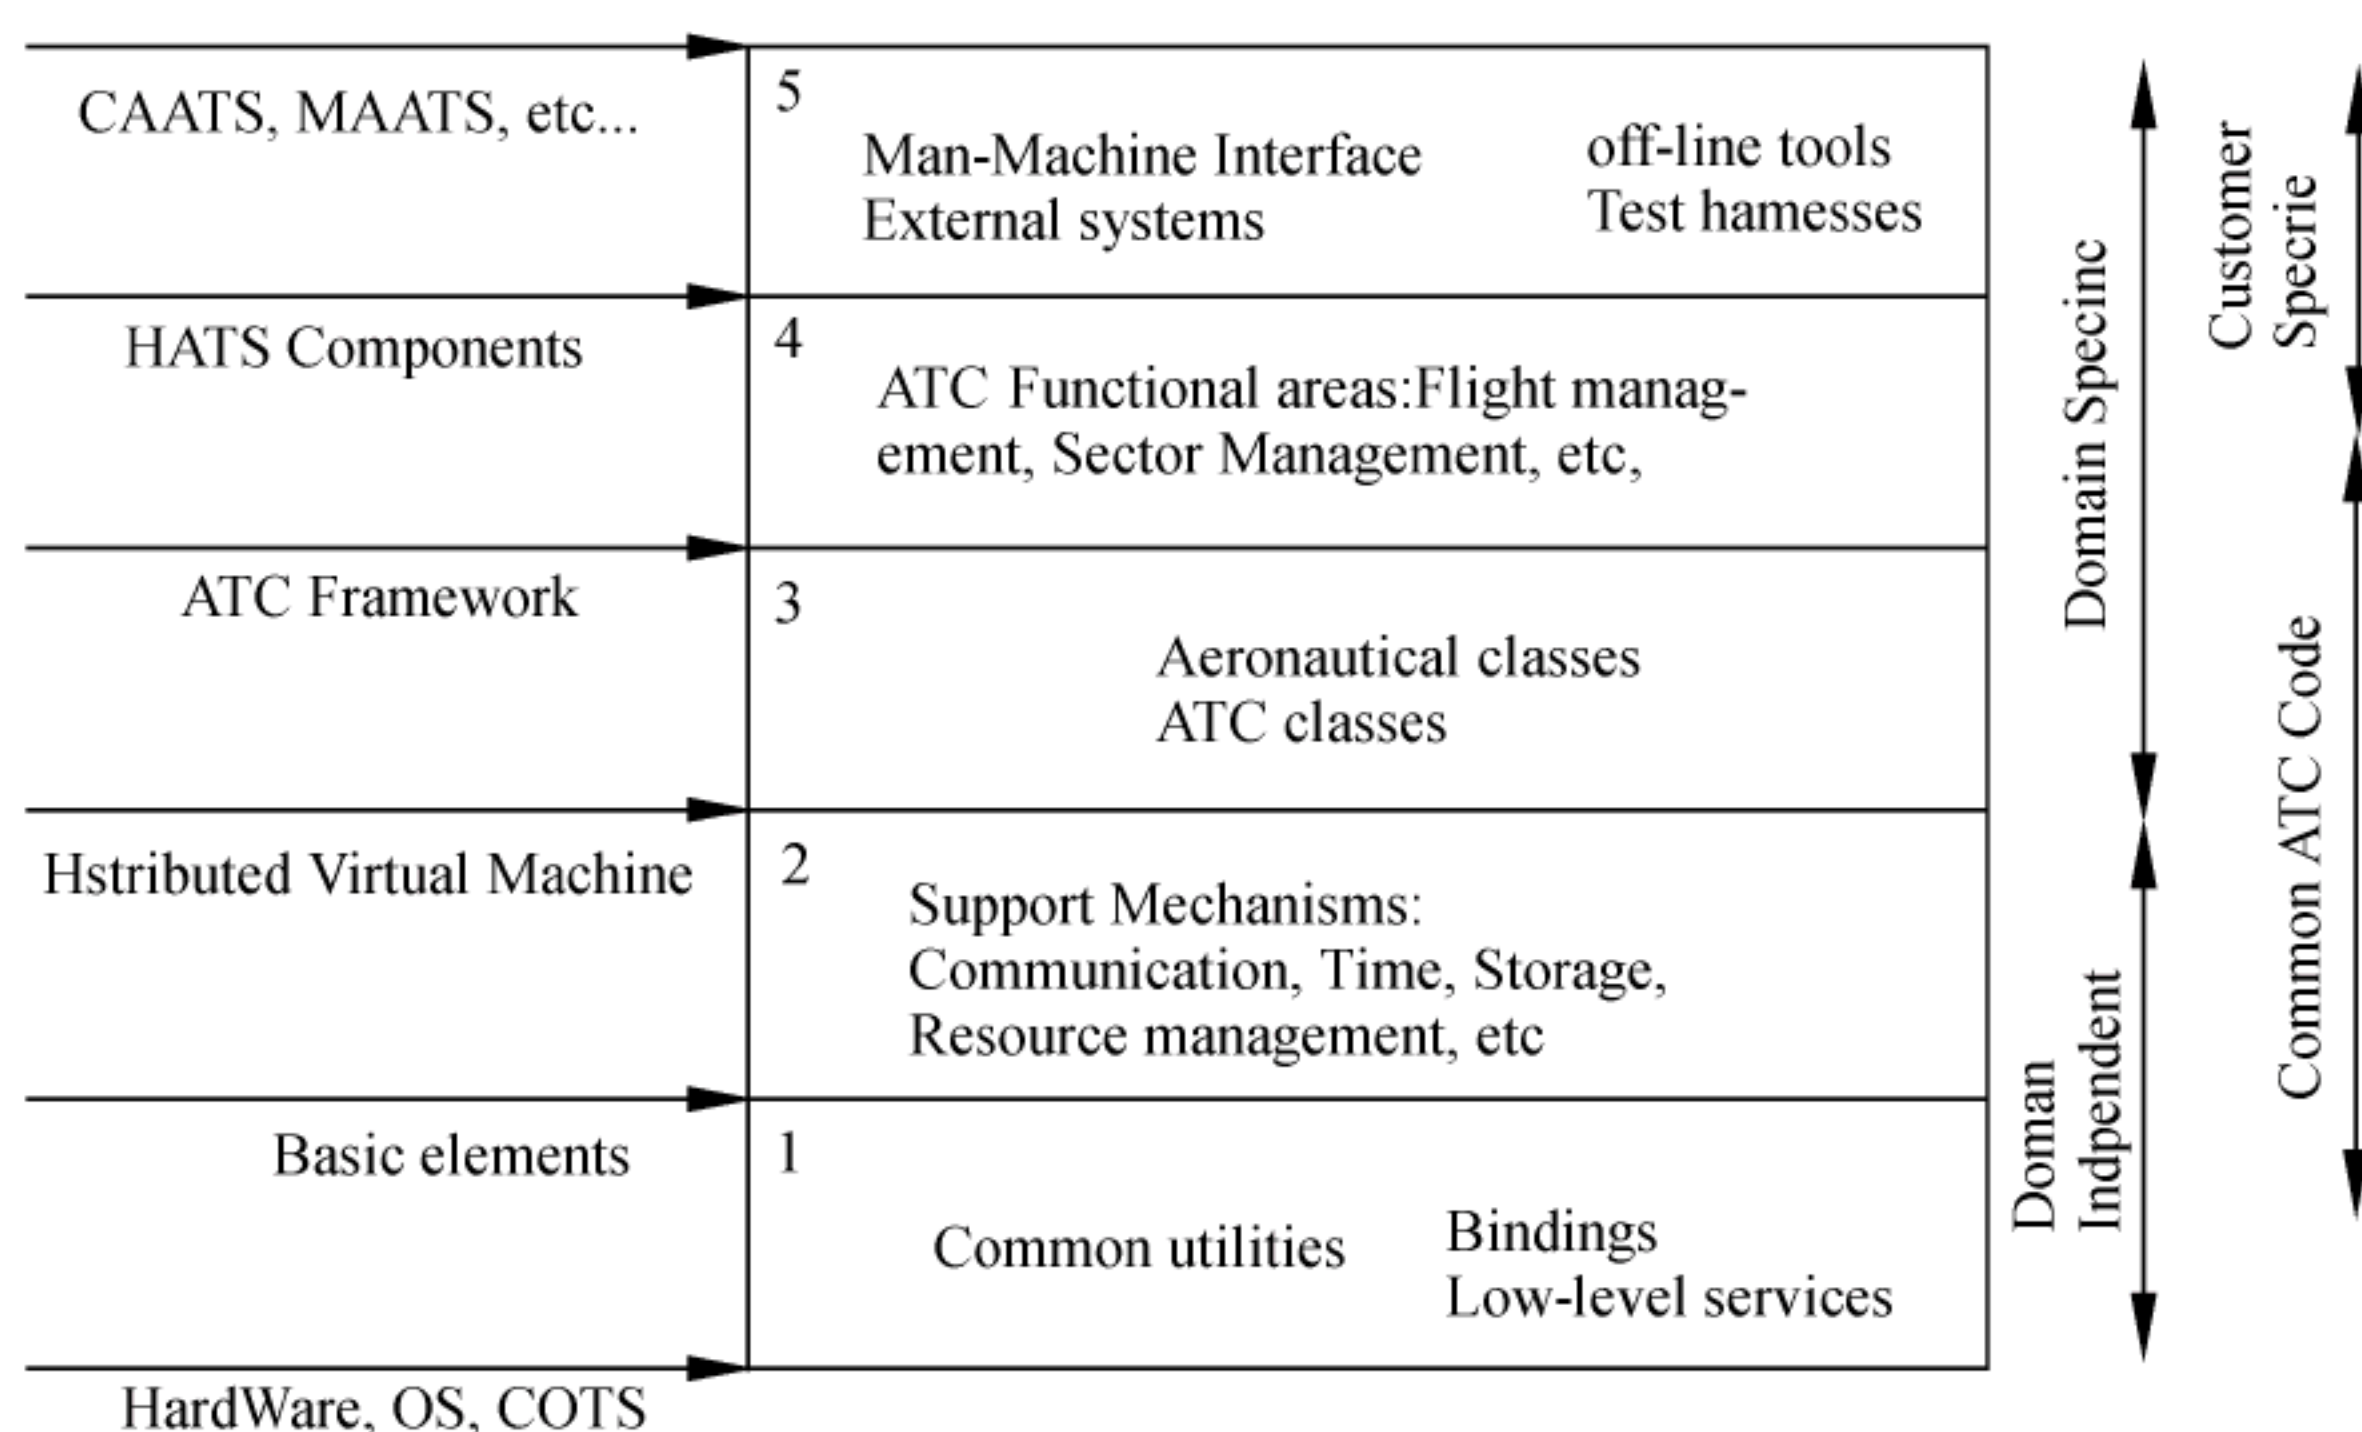 CAATS, MAATS, etc...
5
Man-Machine Interface
External systems
off-line tools
Test hamesses
HATS Components
4
ATC Functional areas:Flight manag-
ement, Sector Management, etc,
ATC Framework
3
Aeronautical classes
ATC classes
Hstributed Virtual Machine
2
Support Mechanisms:
Communication, Time, Storage,
Resource management, etc
Basic elements
1
Common utilities
Bindings
Low-level services
HardWare, OS, COTS
Domain Specinc
Doman
Indpendent
Customer
Specrie
Common ATC Code